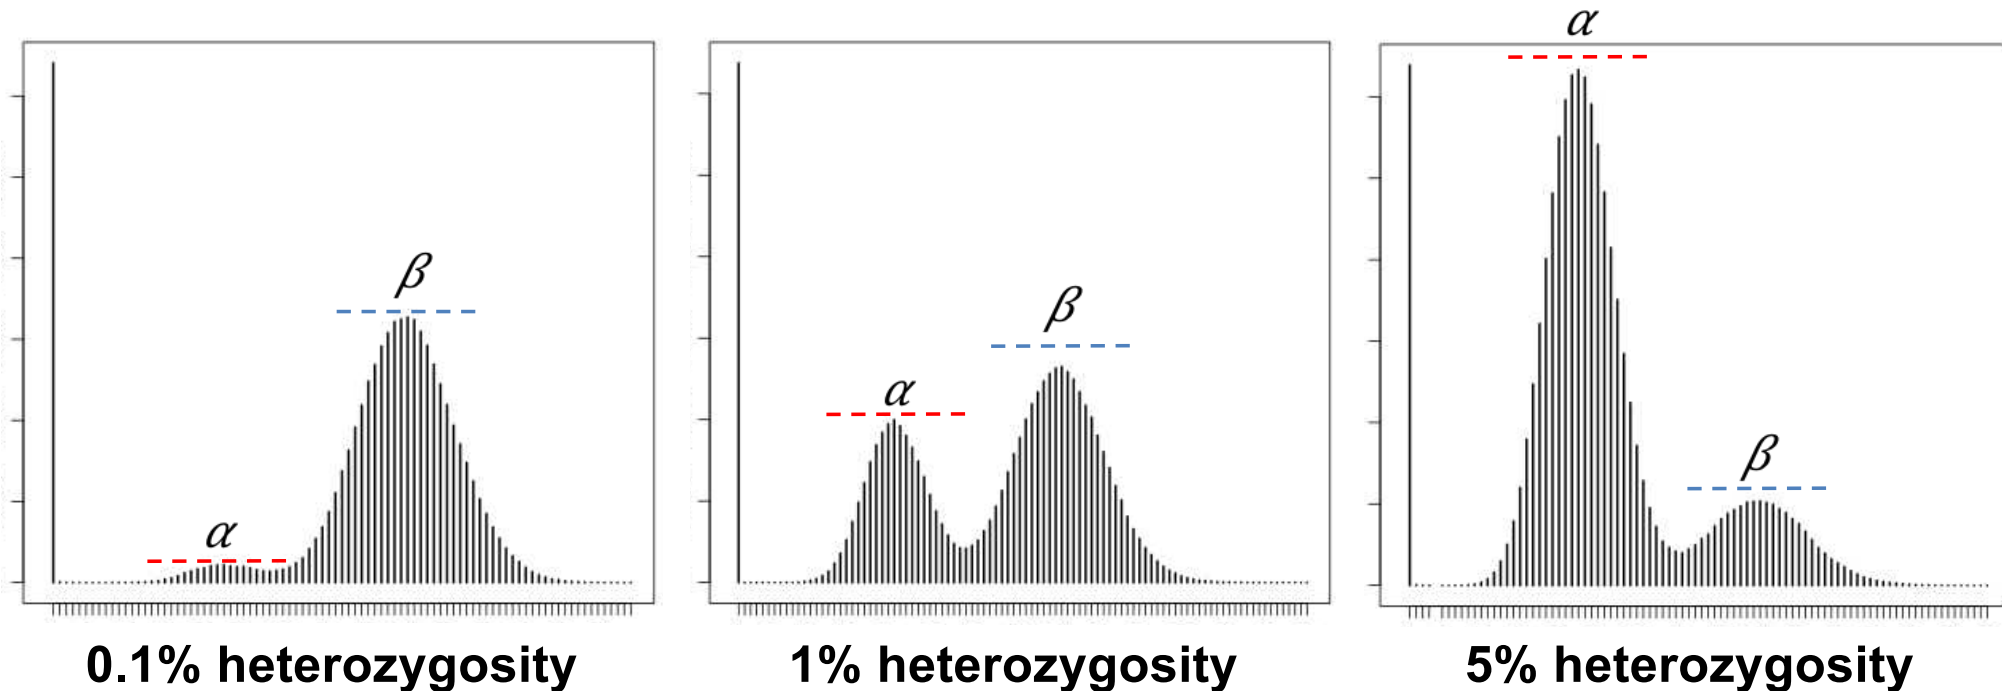 α
β
α
β
α
β
0.1% heterozygosity
1% heterozygosity
5% heterozygosity